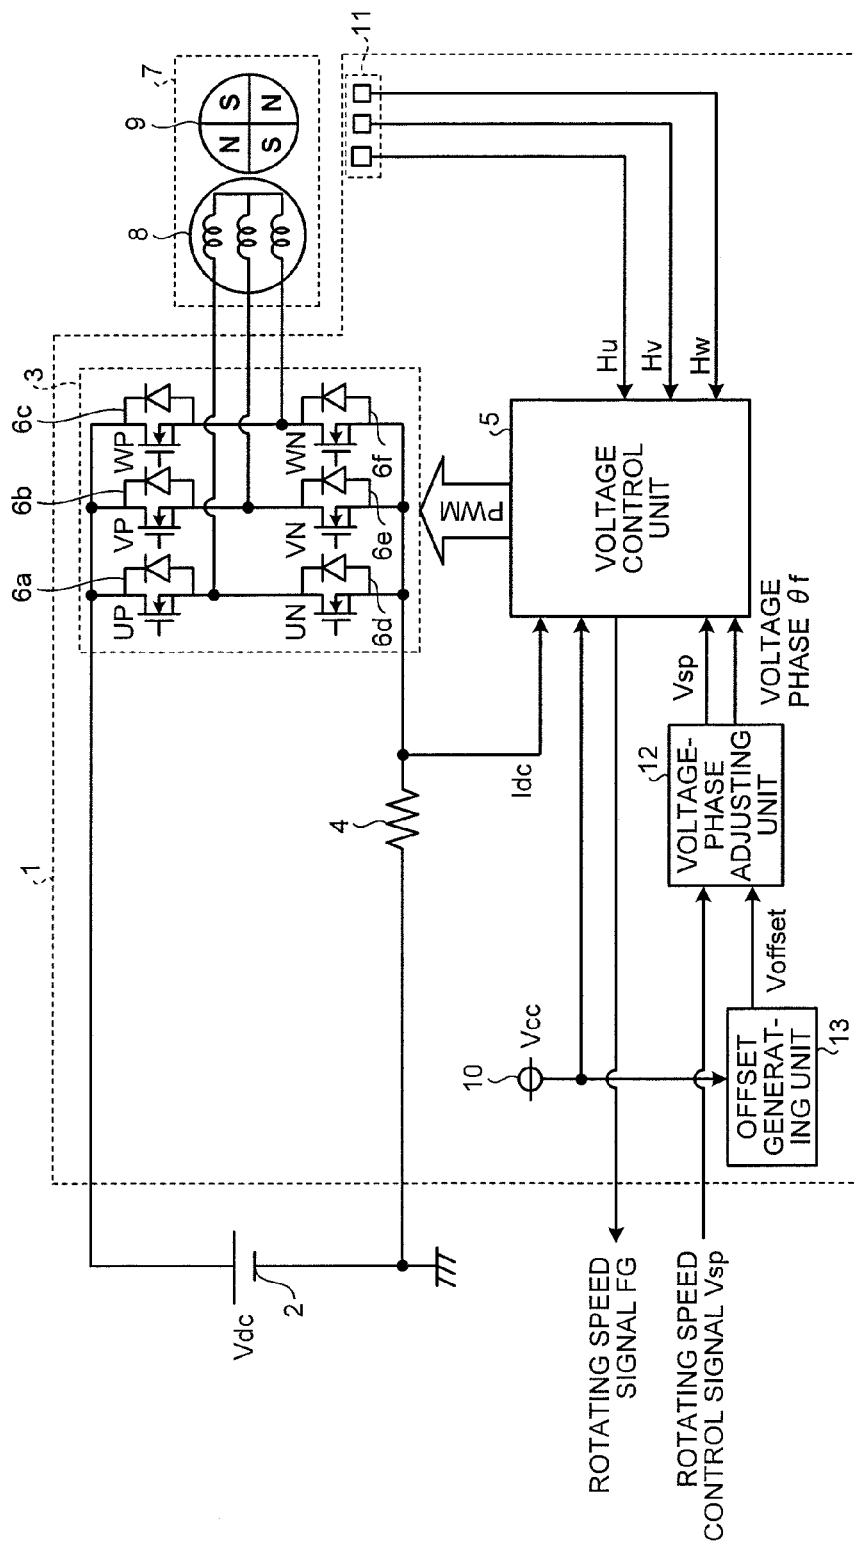 1
Vdc
2
3
6a
6b
6c
UP
VP
WP
UN
VN
WN
6d
6e
6f
7
8
9
N
S
S
N
11
4
Idc
PWM
5
VOLTAGE
CONTROL
UNIT
Hu
Hv
Hw
10
Vcc
Vsp
VOLTAGE
PHASE θf
12
VOLTAGE-
PHASE
ADJUSTING
UNIT
Voffset
OFFSET
GENERAT-
ING UNIT
13
ROTATING SPEED
SIGNAL FG
ROTATING SPEED
CONTROL SIGNAL Vsp